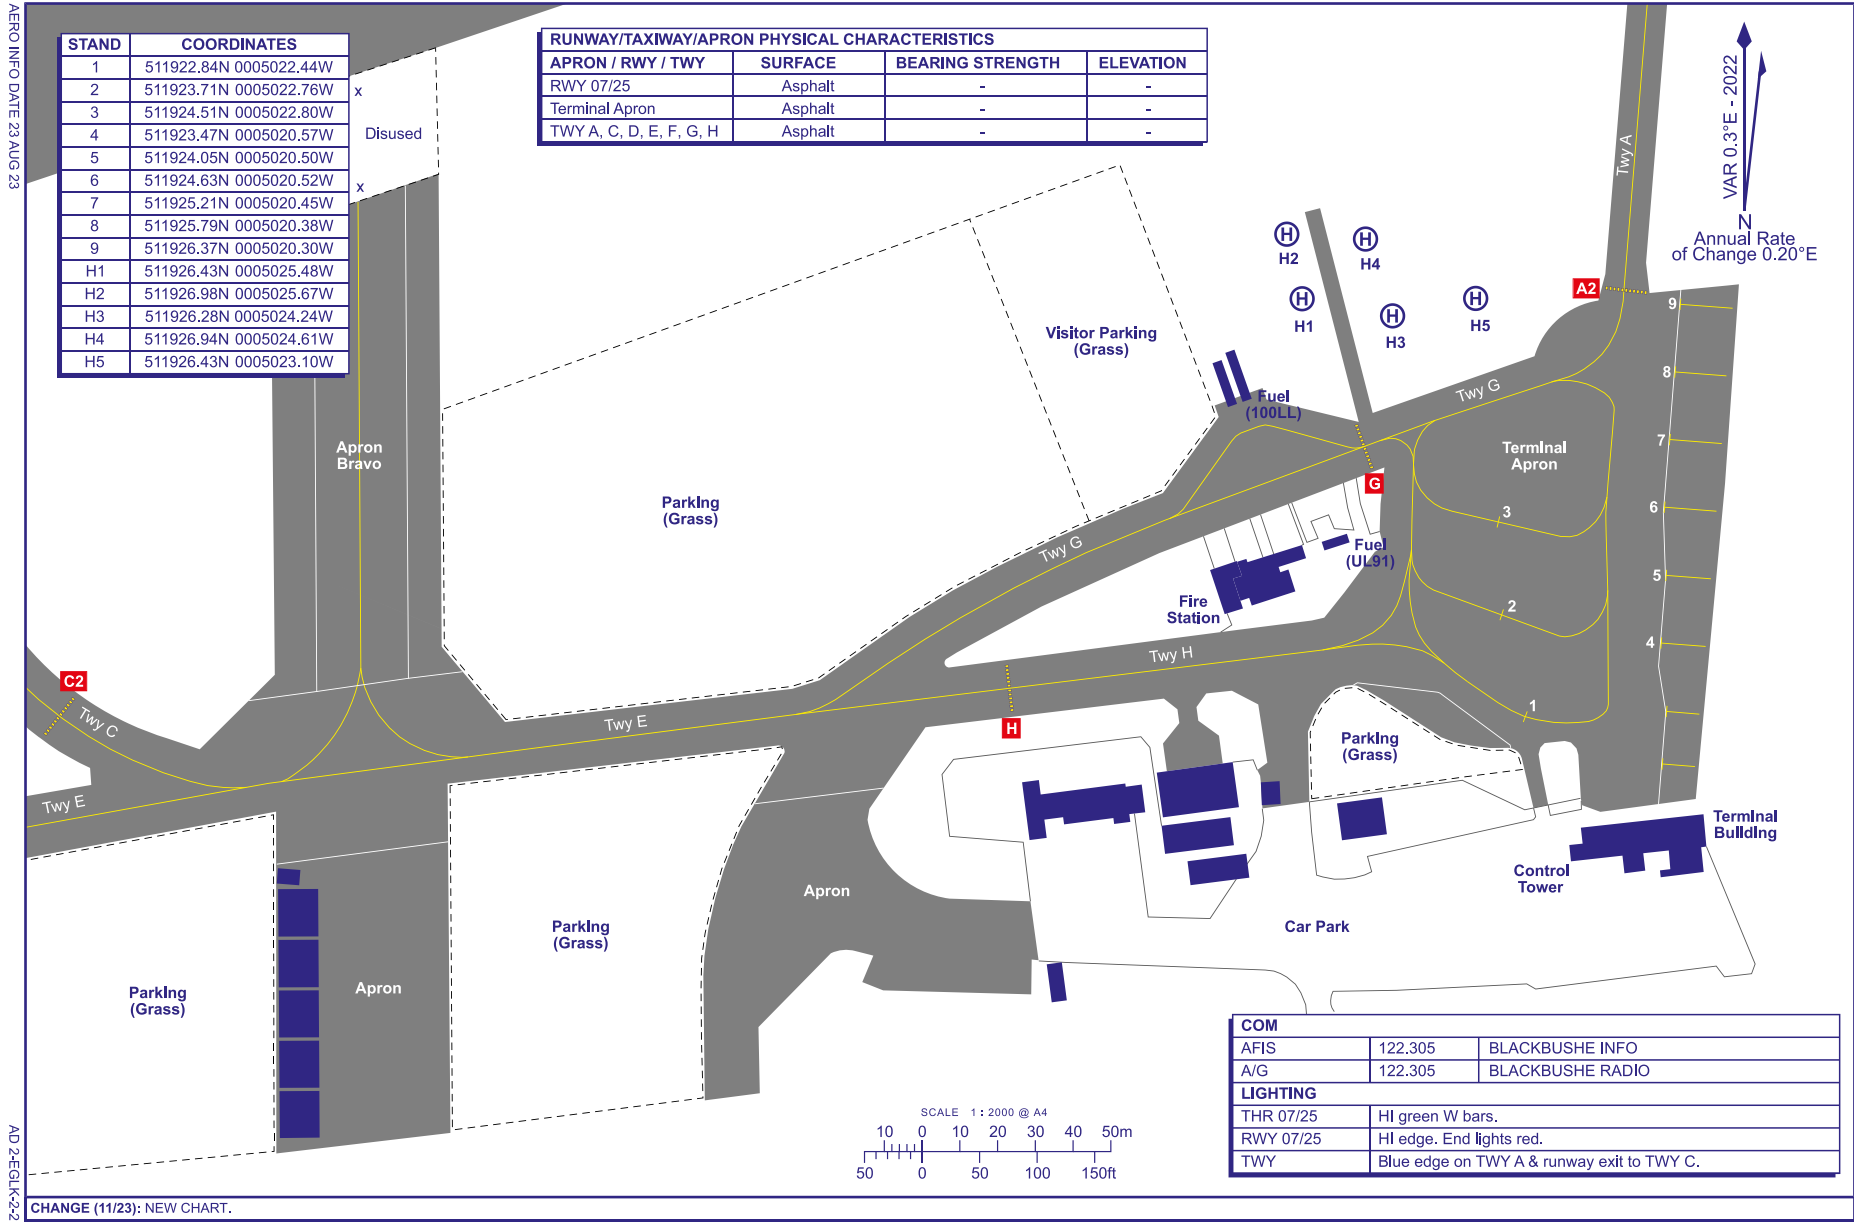 AERO INFO DATE 23 AUG 23
STAND COORDINATES
1 511922.84N 0005022.44W
2 511923.71N 0005022.76W
3 511924.51N 0005022.80W
4 511923.47N 0005020.57W
5 511924.05N 0005020.50W
6 511924.63N 0005020.52W
7 511925.21N 0005020.45W
8 511925.79N 0005020.38W
9 511926.37N 0005020.30W
H1 511926.43N 0005025.48W
H2 511926.98N 0005025.67W
H3 511926.28N 0005024.24W
H4 511926.94N 0005024.61W
H5 511926.43N 0005023.10W
x
Disused
x
RUNWAY/TAXIWAY/APRON PHYSICAL CHARACTERISTICS
APRON / RWY / TWY SURFACE BEARING STRENGTH ELEVATION
RWY 07/25 Asphalt - -
Terminal Apron Asphalt - -
TWY A, C, D, E, F, G, H Asphalt - -
VAR 0.3°E - 2022
N
Annual Rate
of Change 0.20°E
Twy A
A2
H
H2
H
H4
H
H1
H
H3
H
H5
Visitor Parking
(Grass)
Fuel
(100LL)
Twy G
9
8
7
6
5
4
Terminal
Apron
3
2
1
G
Fuel
(UL91)
Fire
Station
Apron
Bravo
Parking
(Grass)
Twy G
Twy H
H
C2
Twy C
Twy E
Twy E
Parking
(Grass)
Terminal
Building
Control
Tower
Car Park
Apron
Parking
(Grass)
Apron
Parking
(Grass)
COM
AFIS 122.305 BLACKBUSHE INFO
A/G 122.305 BLACKBUSHE RADIO
LIGHTING
THR 07/25 HI green W bars.
RWY 07/25 HI edge. End lights red.
TWY Blue edge on TWY A & runway exit to TWY C.
SCALE 1 : 2000 @ A4
10 0 10 20 30 40 50m
50 0 50 100 150ft
AD 2-EGLK-2-2
CHANGE (11/23): NEW CHART.